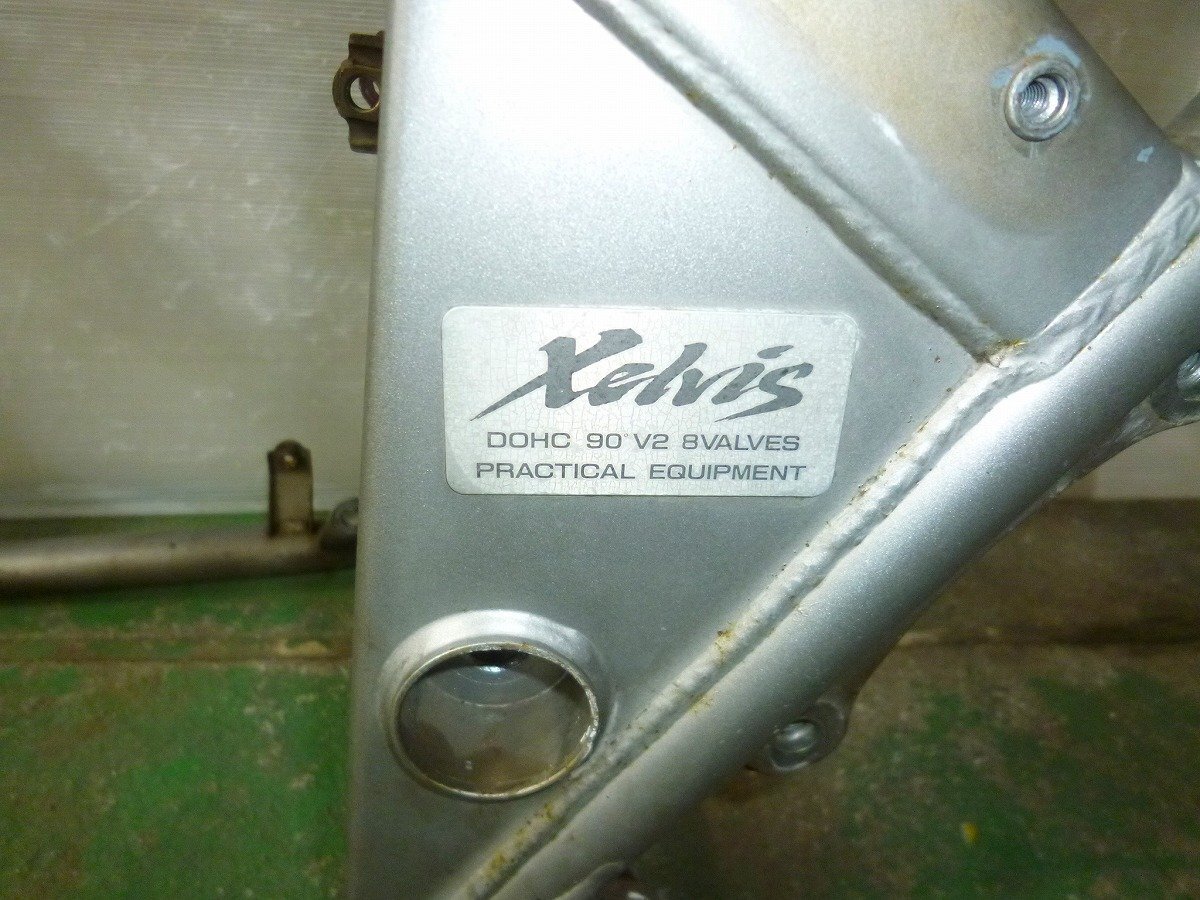 Xelvis
DOHC 90° V2 8VALVES
PRACTICAL EQUIPMENT